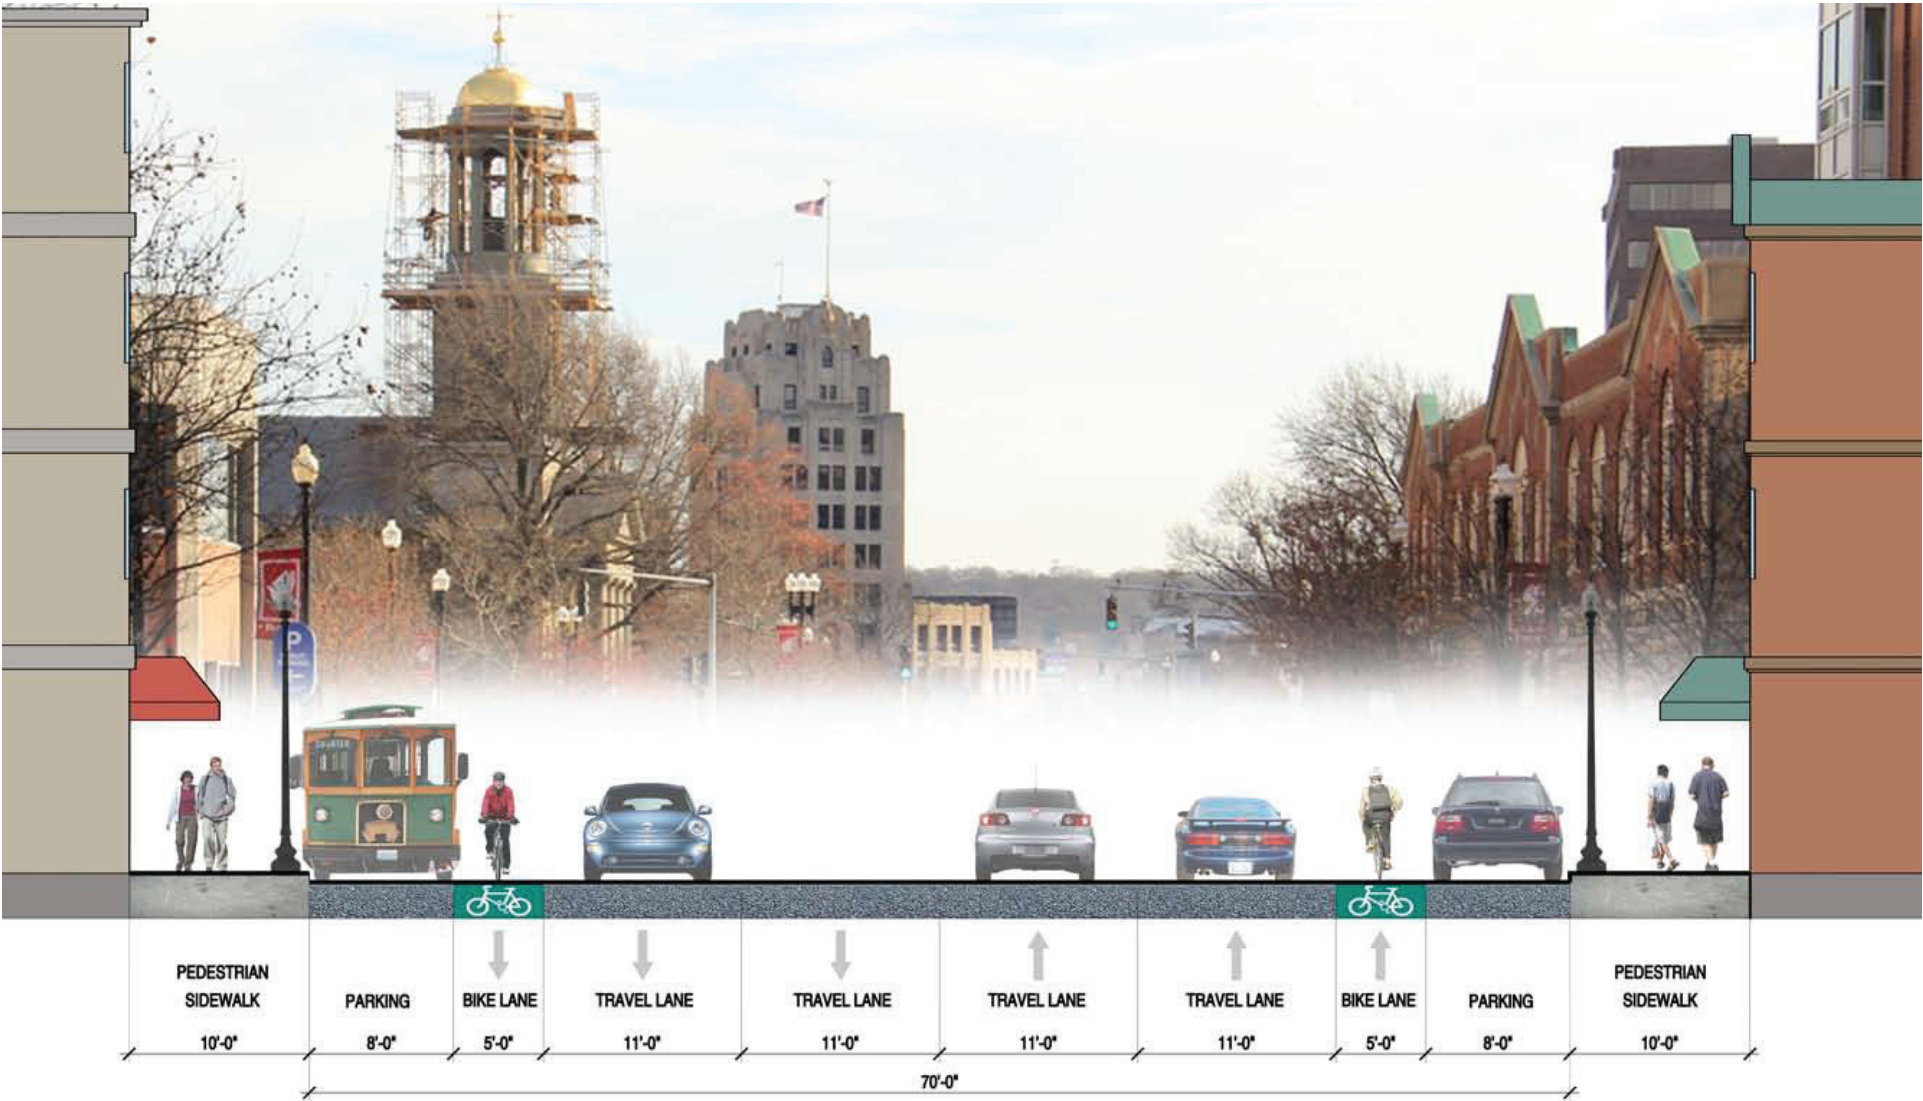 P
PEDESTRIAN
SIDEWALK
PARKING
BIKE LANE
TRAVEL LANE
TRAVEL LANE
TRAVEL LANE
TRAVEL LANE
BIKE LANE
PARKING
PEDESTRIAN
SIDEWALK
10'-0"
8'-0"
5'-0"
11'-0"
11'-0"
11'-0"
11'-0"
5'-0"
8'-0"
10'-0"
70'-0"